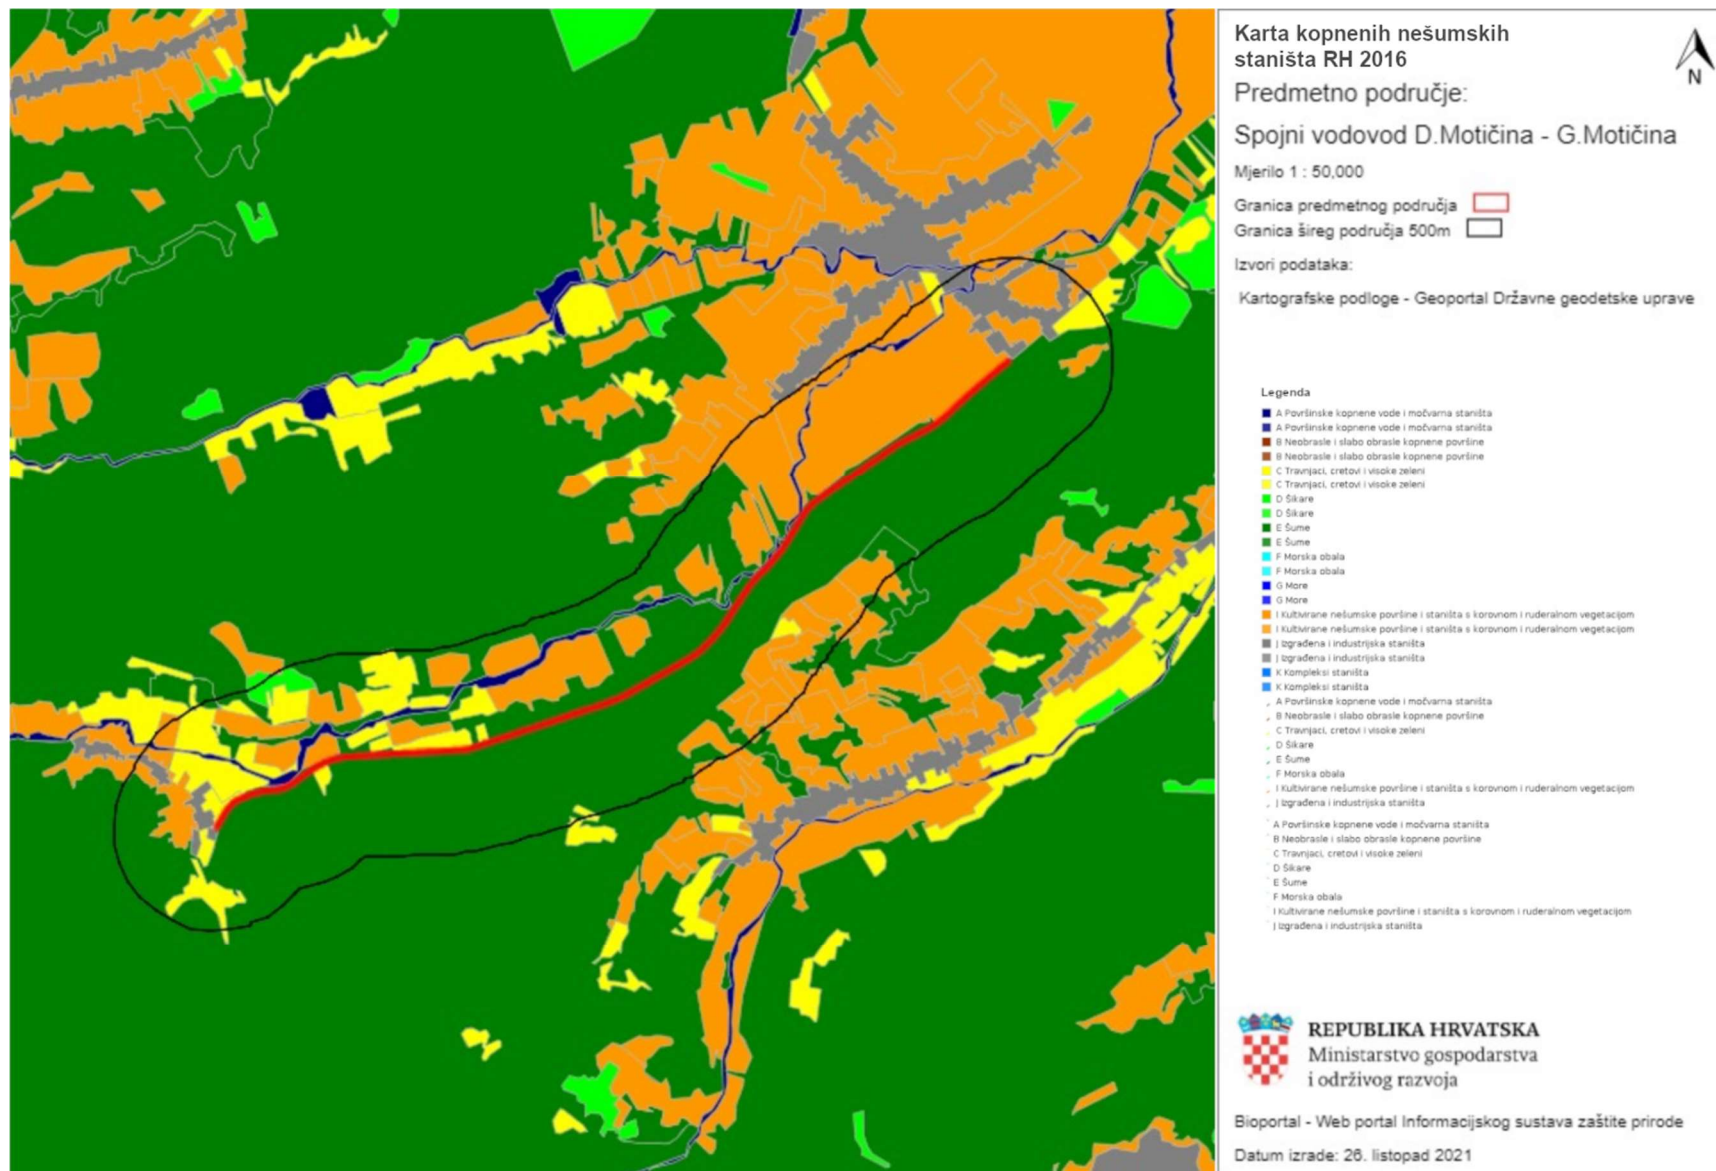 Karta kopnenih nešumskih
staništa RH 2016
N
Predmetno područje:
Spojni vodovod D.Motičina - G.Motičina
Mjerilo 1 : 50,000
Granica predmetnog područja
Granica šireg područja 500m
Izvori podataka:
Kartografske podloge - Geoportal Državne geodetske uprave
Legenda
A Površinske kopnene vode i močvarna staništa
A Površinske kopnene vode i močvarna staništa
B Neobrasle i slabo obrasle kopnene površine
B Neobrasle i slabo obrasle kopnene površine
C Travnjaci, cretovi i visoke zeleni
C Travnjaci, cretovi i visoke zeleni
D Šikare
D Šikare
E Šume
E Šume
F Morska obala
F Morska obala
G More
G More
I Kultivirane nešumske površine i staništa s korovnom i ruderalnom vegetacijom
I Kultivirane nešumske površine i staništa s korovnom i ruderalnom vegetacijom
J Izgrađena i industrijska staništa
J Izgrađena i industrijska staništa
K Kompleksi staništa
K Kompleksi staništa
A Površinske kopnene vode i močvarna staništa
B Neobrasle i slabo obrasle kopnene površine
C Travnjaci, cretovi i visoke zeleni
D Šikare
E Šume
F Morska obala
I Kultivirane nešumske površine i staništa s korovnom i ruderalnom vegetacijom
J Izgrađena i industrijska staništa
A Površinske kopnene vode i močvarna staništa
B Neobrasle i slabo obrasle kopnene površine
C Travnjaci, cretovi i visoke zeleni
D Šikare
E Šume
F Morska obala
I Kultivirane nešumske površine i staništa s korovnom i ruderalnom vegetacijom
J Izgrađena i industrijska staništa
REPUBLIKA HRVATSKA
Ministarstvo gospodarstva
i održivog razvoja
Bioportal - Web portal Informacijskog sustava zaštite prirode
Datum izrade: 26. listopad 2021